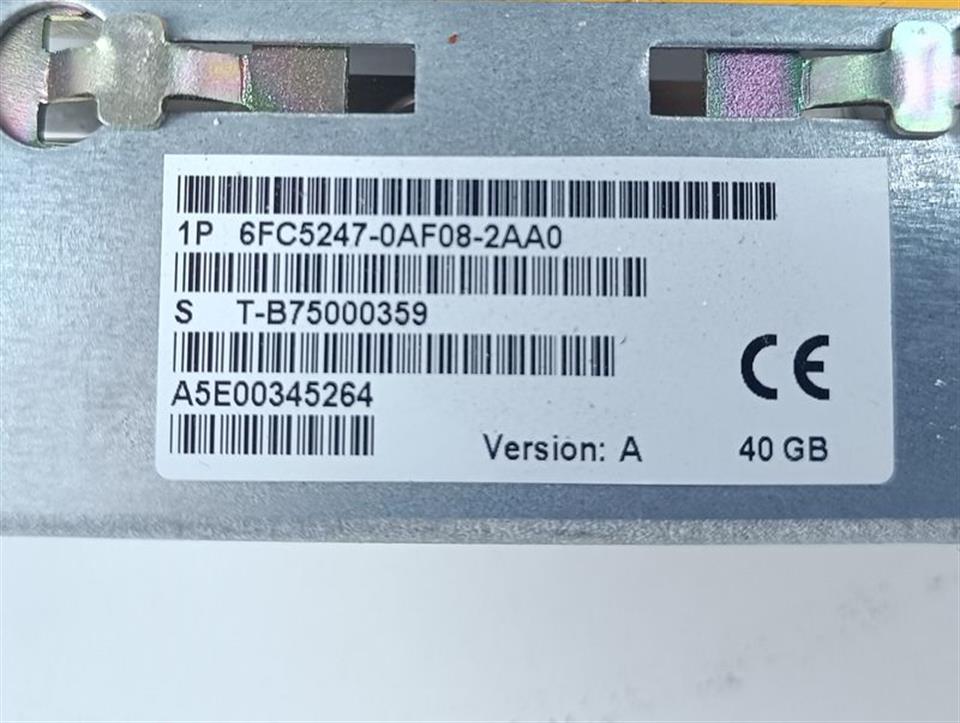 1P 6FC5247-0AF08-2AA0
S T-B75000359
A5E00345264
CE
Version: A 40 GB